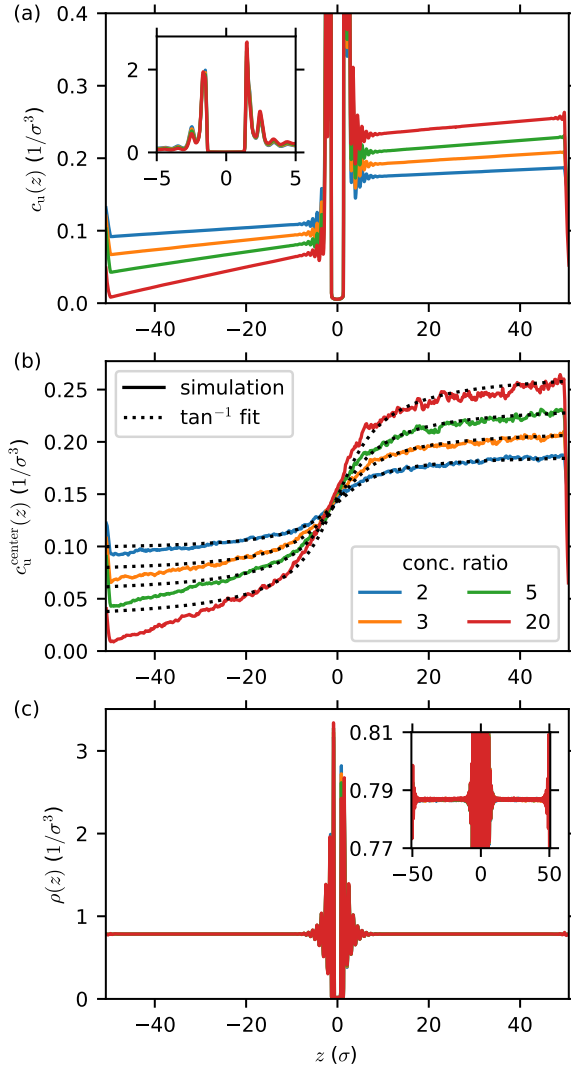 (a)
c_u(z) (1/σ³)
0.4
0.3
0.2
0.1
0.0
2
0
−5 0 5
−40 −20 0 20 40
(b)
c_u^center(z) (1/σ³)
0.25
0.20
0.15
0.10
0.05
0.00
simulation
tan⁻¹ fit
conc. ratio
2 5
3 20
−40 −20 0 20 40
(c)
ρ(z) (1/σ³)
3
2
1
0
0.81
0.79
0.77
−50 0 50
−40 −20 0 20 40
z (σ)